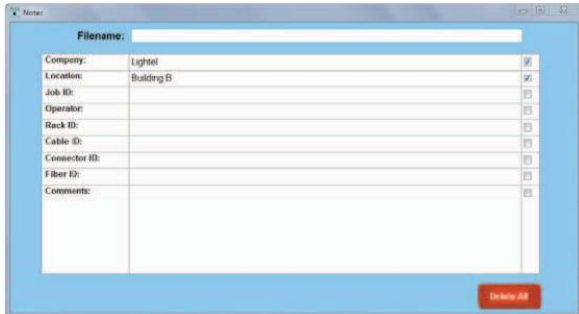 Notes
Filename:
Company: Lightel
Location: Building B
Job ID:
Operator:
Rack ID:
Cable ID:
Connector ID:
Fiber ID:
Comments:
Delete All